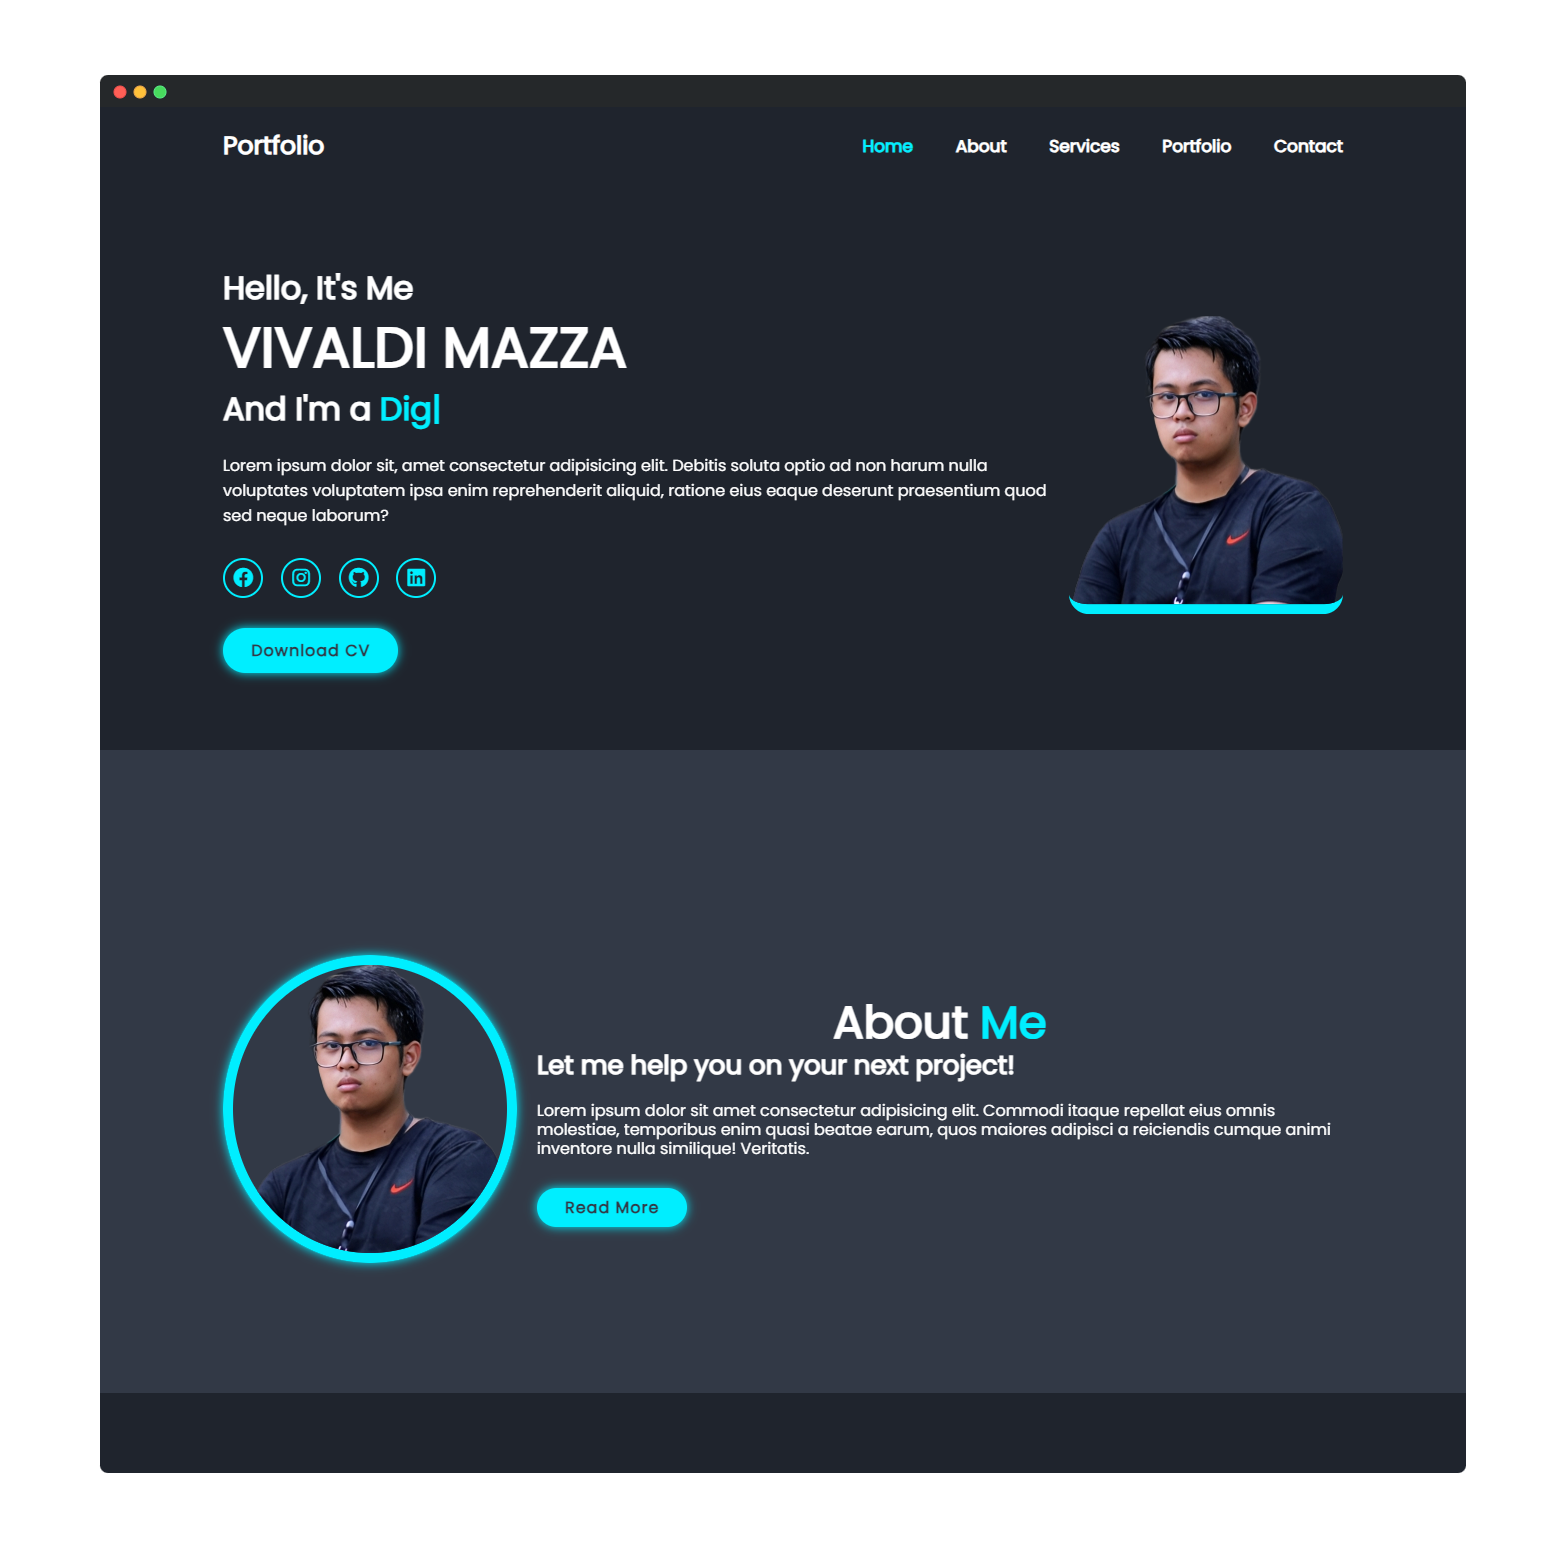 Portfolio
Home About Services Portfolio Contact
Hello, It's Me
VIVALDI MAZZA
And I'm a Dig|
Lorem ipsum dolor sit, amet consectetur adipisicing elit. Debitis soluta optio ad non harum nulla
voluptates voluptatem ipsa enim reprehenderit aliquid, ratione eius eaque deserunt praesentium quod
sed neque laborum?
Download CV
About Me
Let me help you on your next project!
Lorem ipsum dolor sit amet consectetur adipisicing elit. Commodi itaque repellat eius omnis
molestiae, temporibus enim quasi beatae earum, quos maiores adipisci a reiciendis cumque animi
inventore nulla similique! Veritatis.
Read More